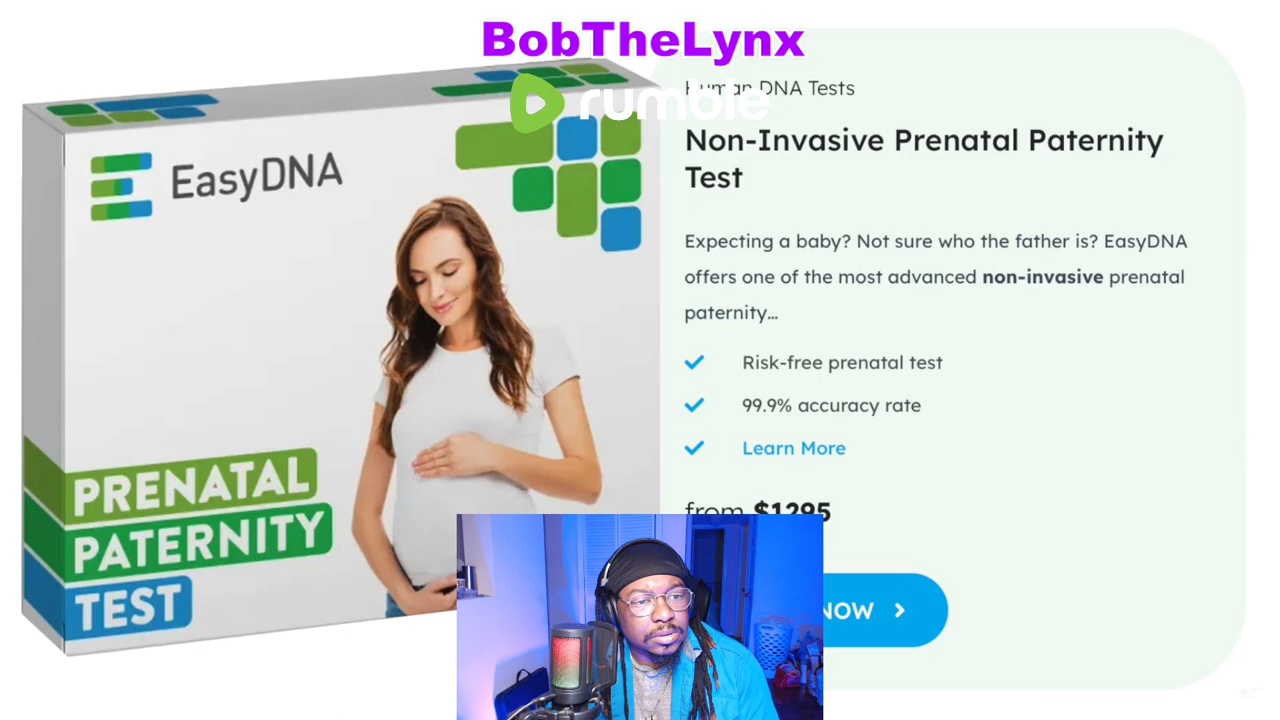 BobTheLynx
rumble
Human DNA Tests
EasyDNA
Non-Invasive Prenatal Paternity
Test
Expecting a baby? Not sure who the father is? EasyDNA
offers one of the most advanced non-invasive prenatal
paternity...
Risk-free prenatal test
99.9% accuracy rate
Learn More
from $1295
NOW
PRENATAL
PATERNITY
TEST